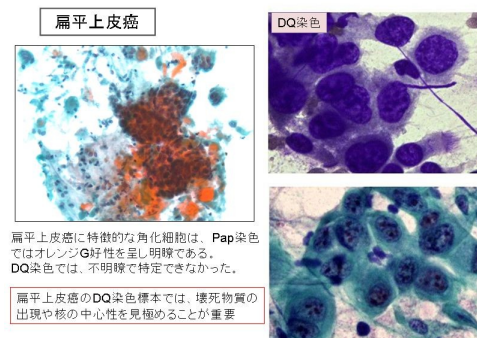 扁平上皮癌
DQ染色
扁平上皮癌に特徴的な角化細胞は、Pap染色
ではオレンジG好性を呈し明瞭である。
DQ染色では、不明瞭で特定できなかった。
扁平上皮癌のDQ染色標本では、壊死物質の
出現や核の中心性を見極めることが重要